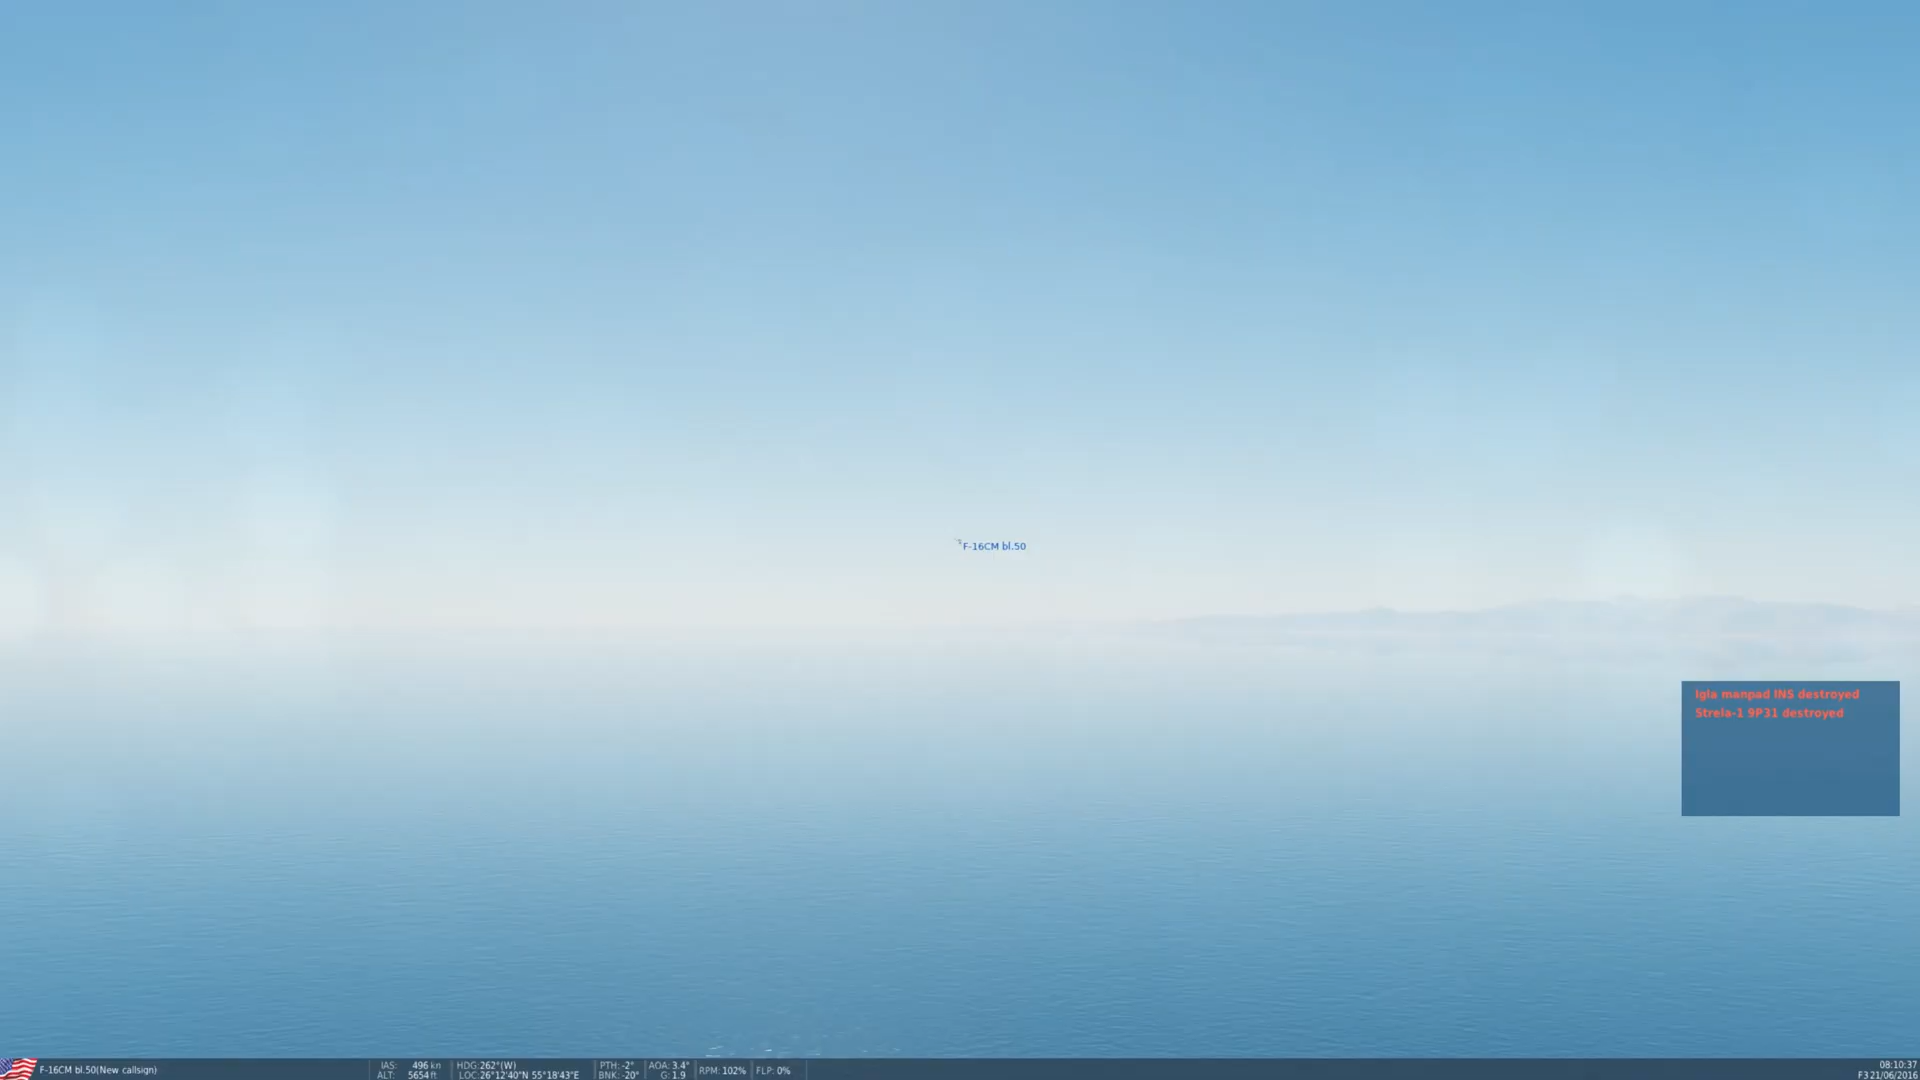 F-16CM bl.50
Igla manpad INS destroyed
Strela-1 9P31 destroyed
F-16CM bl.50(New callsign)
IAS: 496 kn
ALT: 5654 ft
HDG:262°(W)
LOC:26°12'40"N 55°18'43"E
PTH: -2°
BNK: -20°
AOA: 3.4°
G: 1.9
RPM: 102%
FLP: 0%
08:10:37
F3 21/06/2016